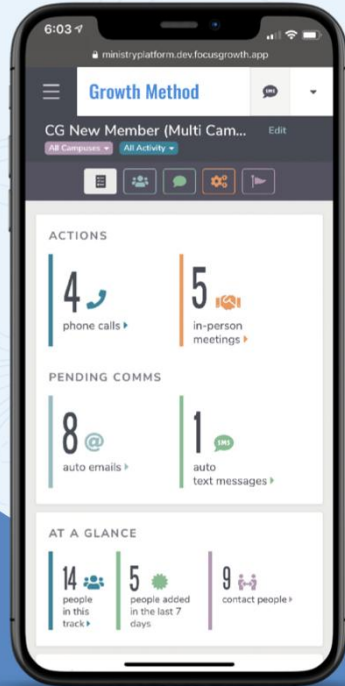 6:03
ministryplatform.dev.focusgrowth.app
Growth Method
SMS
CG New Member (Multi Cam... Edit
All Campuses All Activity
ACTIONS
4 5
phone calls in-person
meetings
PENDING COMMS
8 @ 1 SMS
auto emails auto
text messages
AT A GLANCE
14 5 9
people people added contact people
in this in the last 7
track days